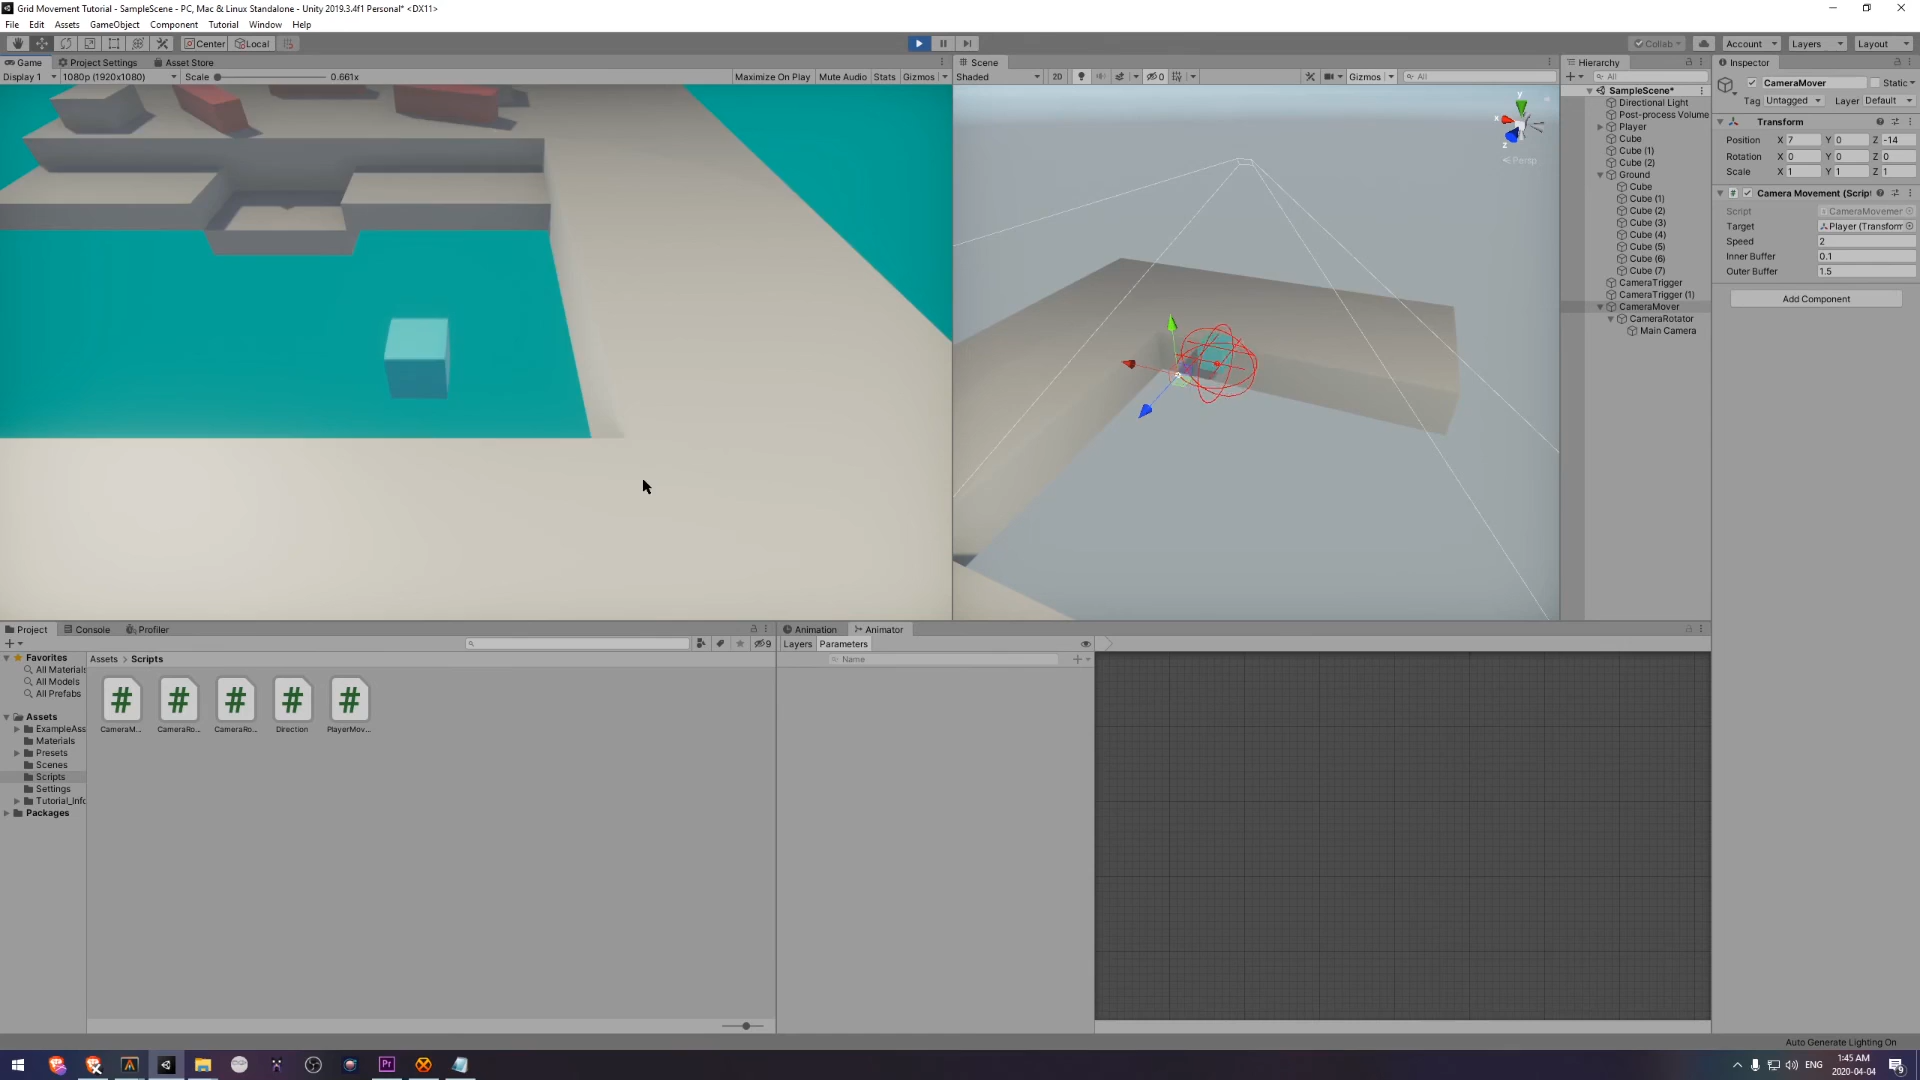 Grid Movement Tutorial - SampleScene - PC, Mac & Linux Standalone - Unity 2019.3.4f1 Personal* <DX11>
File Edit Assets GameObject Component Tutorial Window Help
Center Local Collab Account Layers Layout
Game Project Settings Asset Store
Display 1 1080p (1920x1080) Scale 0.661x Maximize On Play Mute Audio Stats Gizmos
Scene
Shaded 2D 0 Gizmos All
y
x
z
Persp
Hierarchy
All
SampleScene*
Directional Light
Post-process Volume
Player
Cube
Cube (1)
Cube (2)
Ground
Cube
Cube (1)
Cube (2)
Cube (3)
Cube (4)
Cube (5)
Cube (6)
Cube (7)
CameraTrigger
CameraTrigger (1)
CameraMover
CameraRotator
Main Camera
Inspector
CameraMover Static
Tag Untagged Layer Default
Transform
Position X 7 Y 0 Z -14
Rotation X 0 Y 0 Z 0
Scale X 1 Y 1 Z 1
# Camera Movement (Script
Script CameraMovemer
Target Player (Transform
Speed 2
Inner Buffer 0.1
Outer Buffer 1.5
Add Component
Project Console Profiler
9
Favorites
All Materials
All Models
All Prefabs
Assets
ExampleAss
Materials
Presets
Scenes
Scripts
Settings
Tutorial_Info
Packages
Assets > Scripts
# # # # #
CameraM... CameraRo... CameraRo... Direction PlayerMov...
Animation Animator
Layers Parameters
Name
Auto Generate Lighting On
Pr
ENG
1:45 AM
2020-04-04
9